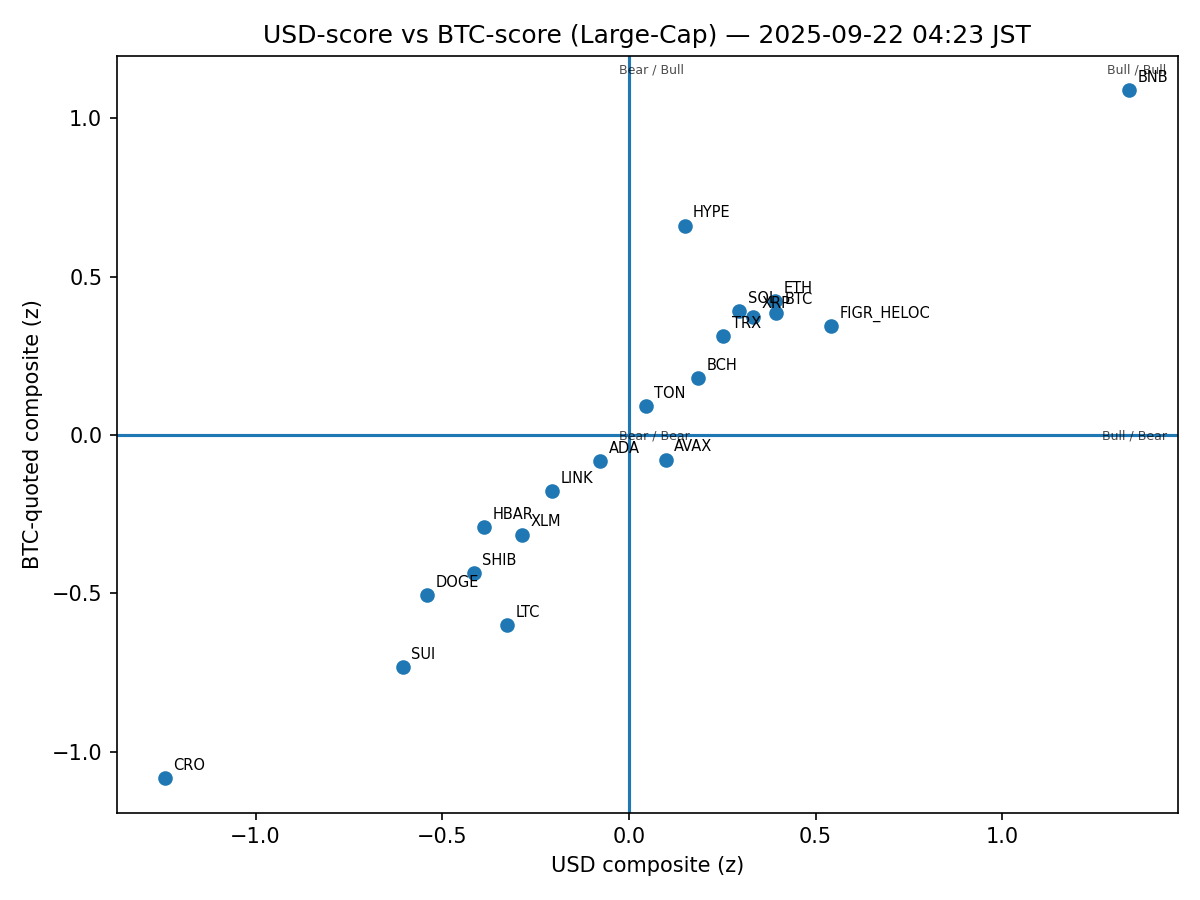 USD-score vs BTC-score (Large-Cap) — 2025-09-22 04:23 JST
Bear / Bull
Bull / Bull
BNB
1.0
HYPE
0.5
ETH
SOL
BTC
XRP
FIGR_HELOC
TRX
BCH
TON
0.0
Bear / Bear
Bull / Bear
ADA
AVAX
LINK
HBAR
XLM
SHIB
−0.5
DOGE
LTC
SUI
−1.0
CRO
−1.0
−0.5
0.0
0.5
1.0
USD composite (z)
BTC-quoted composite (z)